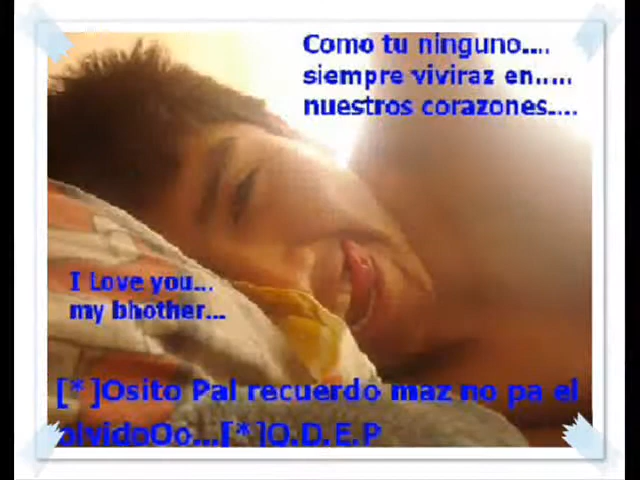 Como tu ninguno....
siempre viviraz en.....
nuestros corazones....
I Love you...
my bhother...
[*]Osito Pal recuerdo maz no pa el
olvidoOo...[*]Q.D.E.P